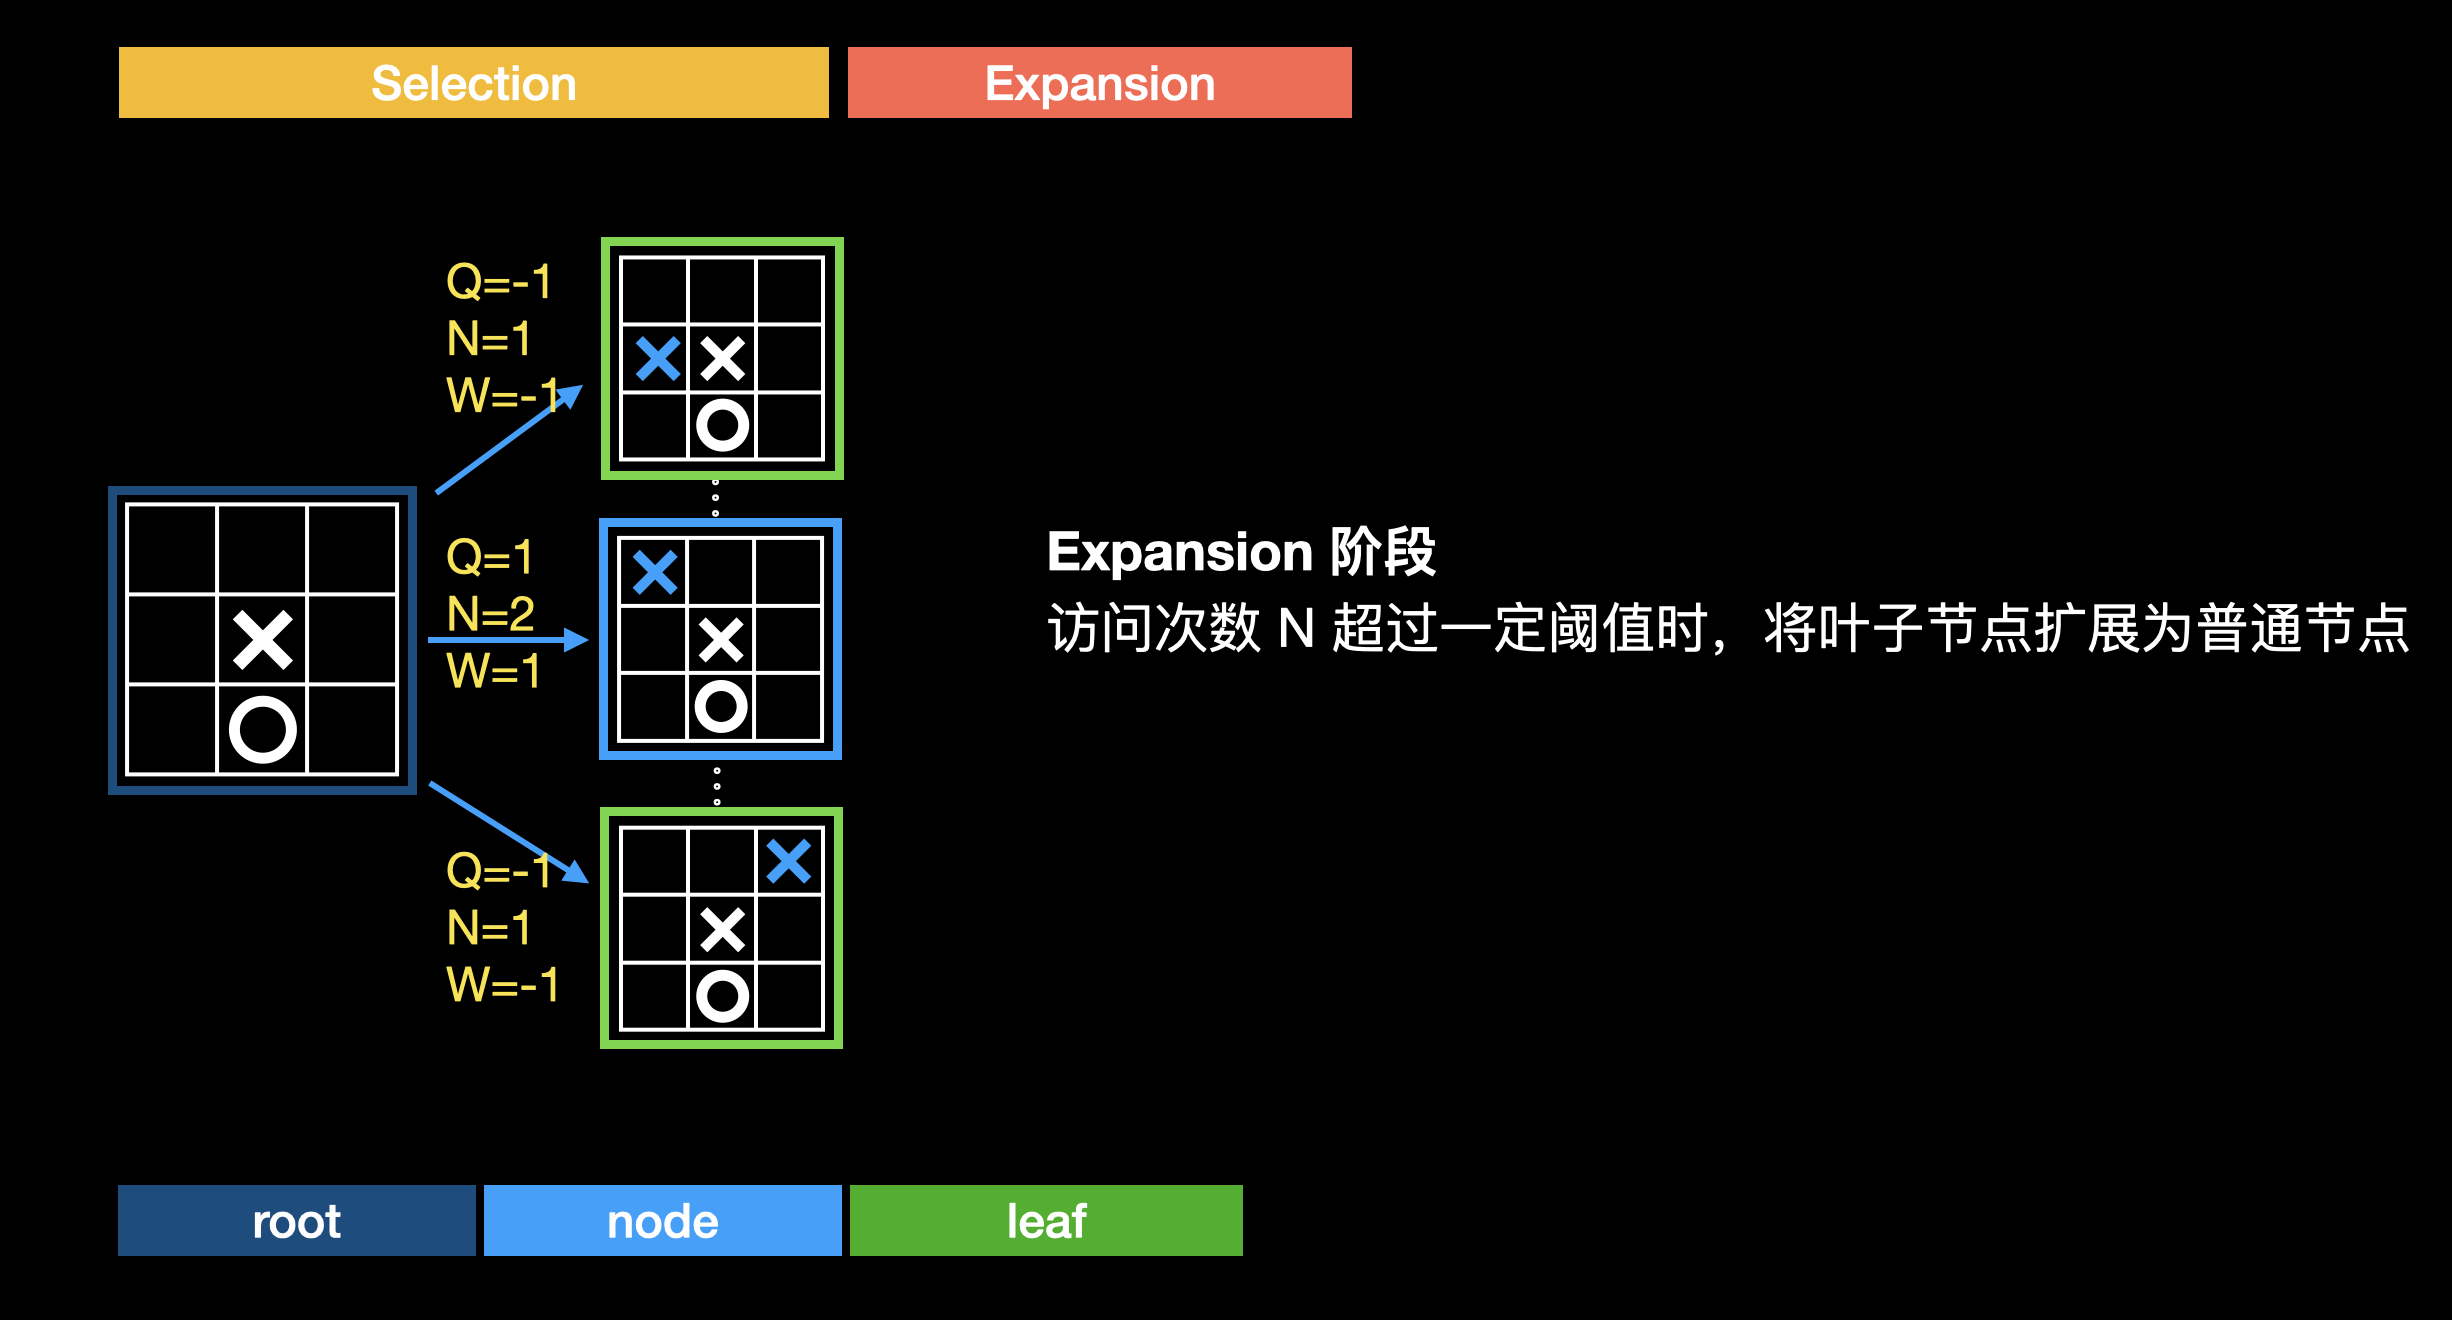 Selection
Expansion
Q=-1
N=1
W=-1
Q=1
N=2
W=1
Q=-1
N=1
W=-1
Expansion 阶段
访问次数 N 超过一定阈值时，将叶子节点扩展为普通节点
root
node
leaf